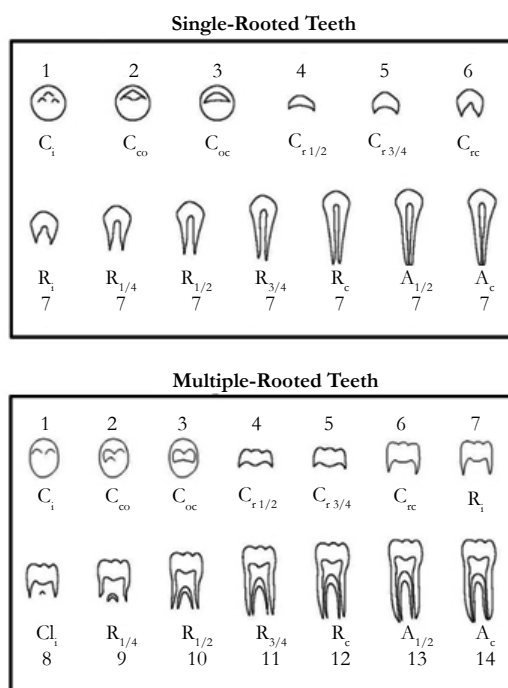 Single-Rooted Teeth
1 2 3 4 5 6
Ci Cco Coc Cr 1/2 Cr 3/4 Crc
Ri R1/4 R1/2 R3/4 Rc A1/2 Ac
7 7 7 7 7 7 7
Multiple-Rooted Teeth
1 2 3 4 5 6 7
Ci Cco Coc Cr 1/2 Cr 3/4 Crc Ri
Cli R1/4 R1/2 R3/4 Rc A1/2 Ac
8 9 10 11 12 13 14